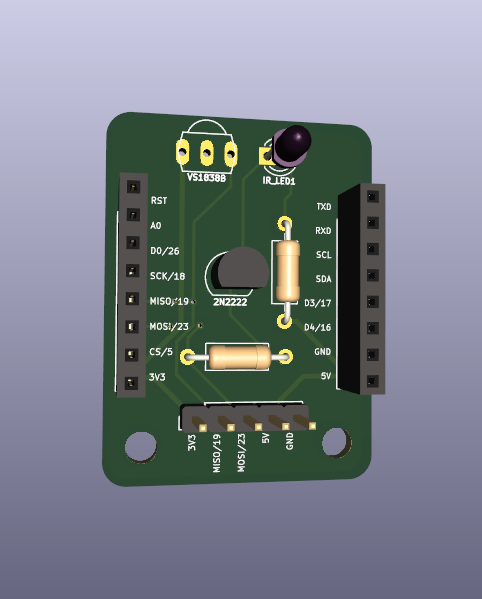 VS1838B
IR_LED1
RST
TXD
A0
RXD
D0/26
SCL
SCK/18
SDA
2N2222
MISO/19
D3/17
MOSI/23
D4/16
CS/5
GND
3V3
5V
3V3
MISO/19
MOSI/23
5V
GND